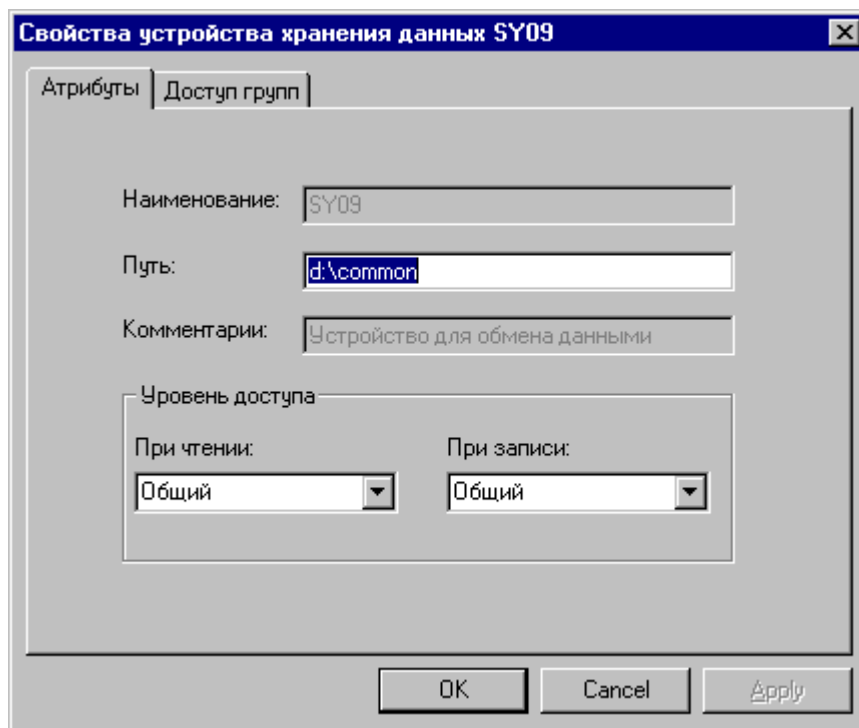 Свойства устройства хранения данных SY09
Атрибуты Доступ групп
Наименование: SY09
Путь: d:\common
Комментарии: Устройство для обмена данными
Уровень доступа
При чтении: При записи:
Общий Общий
OK Cancel Apply